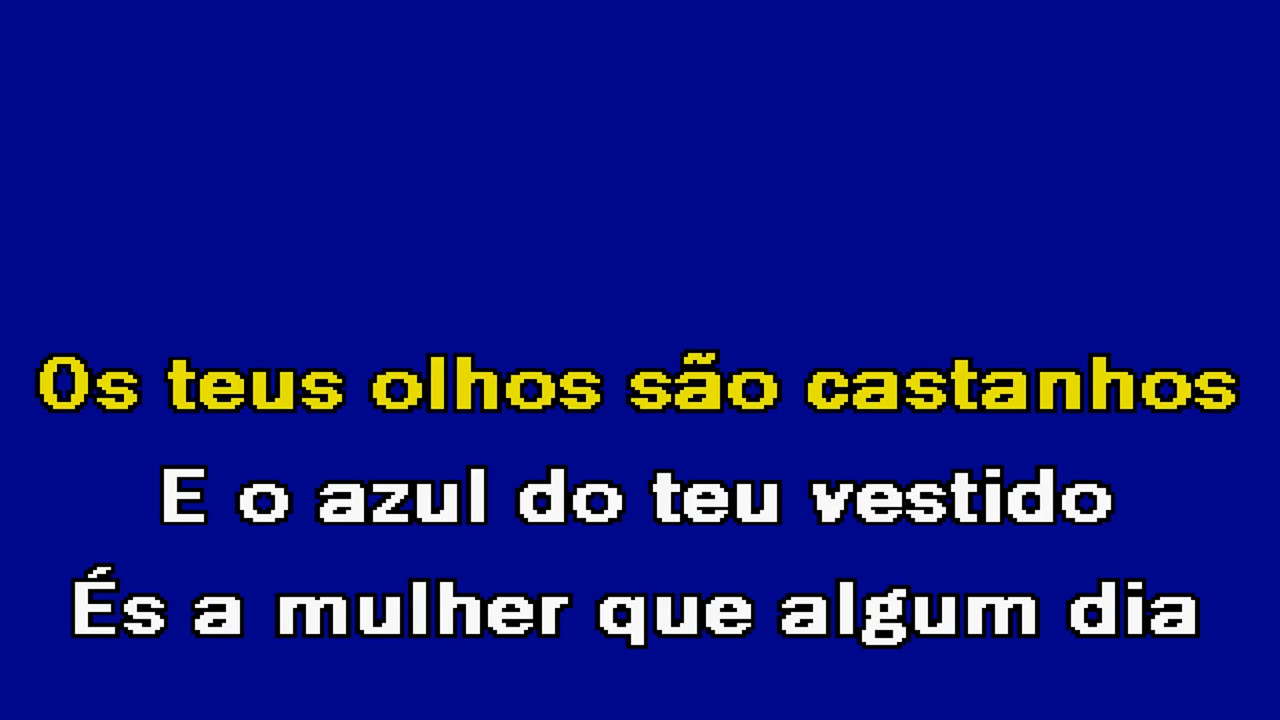 Os teus olhos são castanhos
E o azul do teu vestido
És a mulher que algum dia